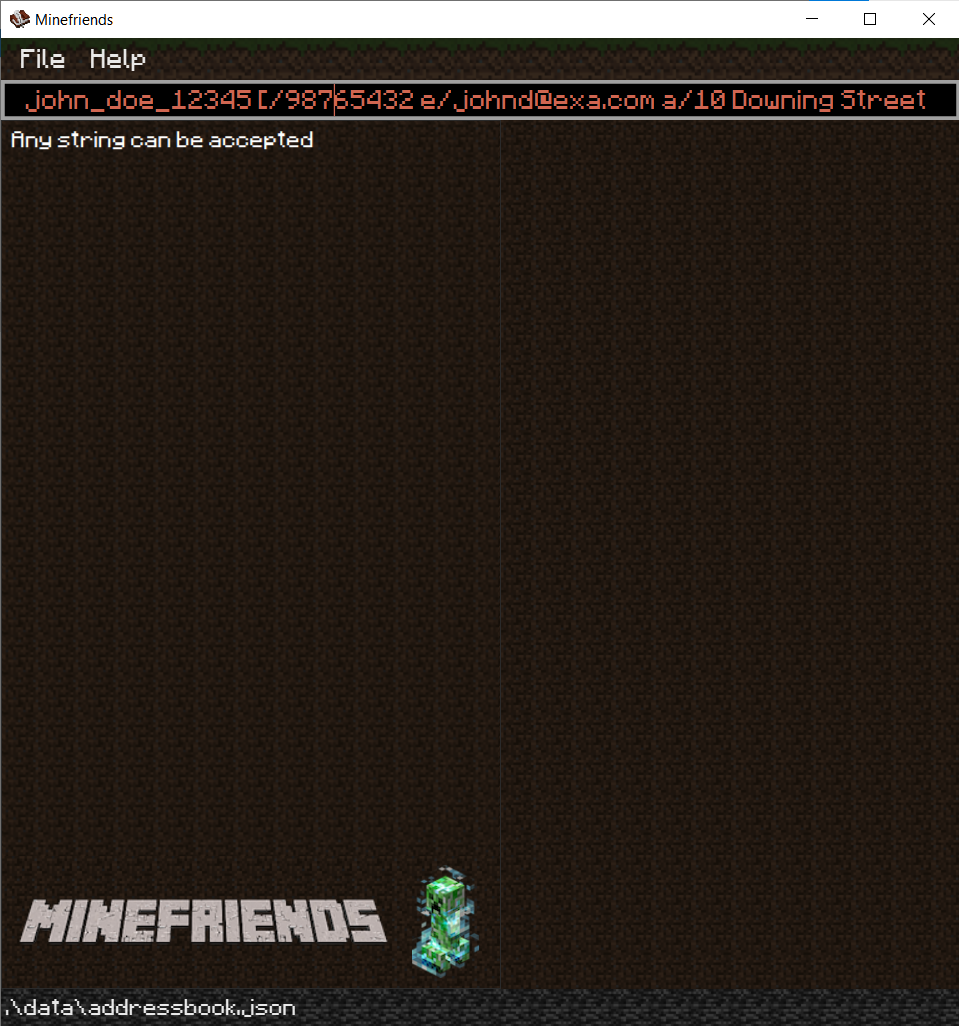 Minefriends
File Help
john_doe_12345 [/98765432 e/johnd@exa.com a/10 Downing Street
Any string can be accepted
MINEFRIENDS
.\data\addressbook.json